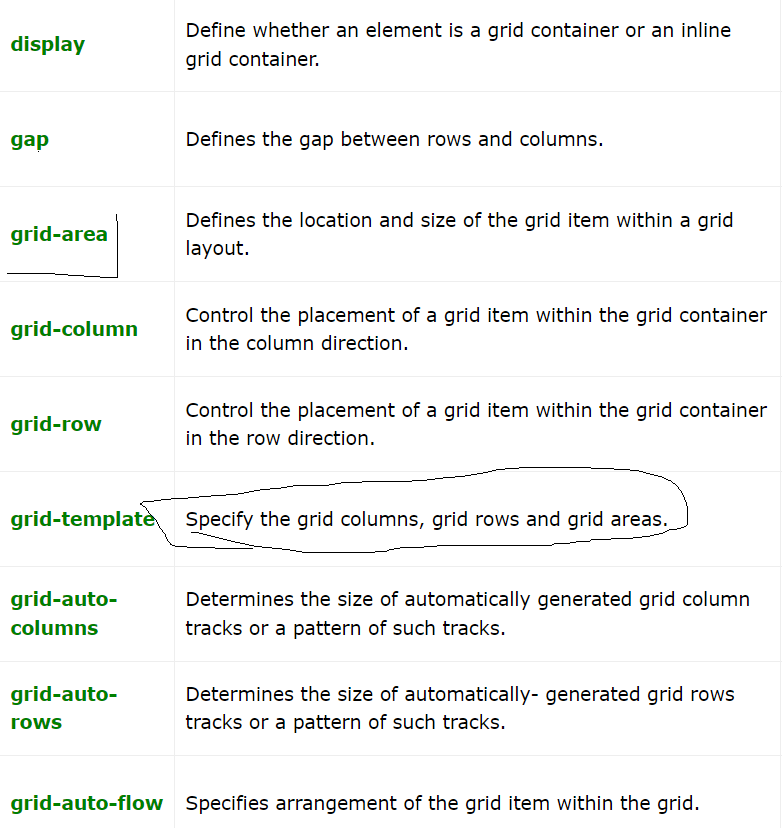 display
Define whether an element is a grid container or an inline
grid container.
gap
Defines the gap between rows and columns.
grid-area
Defines the location and size of the grid item within a grid
layout.
grid-column
Control the placement of a grid item within the grid container
in the column direction.
grid-row
Control the placement of a grid item within the grid container
in the row direction.
grid-template
Specify the grid columns, grid rows and grid areas.
grid-auto-
columns
Determines the size of automatically generated grid column
tracks or a pattern of such tracks.
grid-auto-
rows
Determines the size of automatically- generated grid rows
tracks or a pattern of such tracks.
grid-auto-flow
Specifies arrangement of the grid item within the grid.